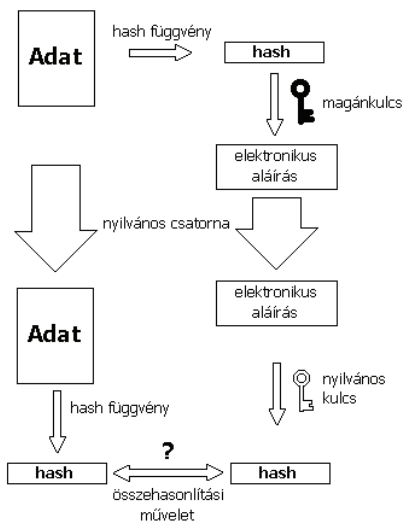 Adat
hash függvény
hash
magánkulcs
elektronikus
aláírás
nyilvános csatorna
elektronikus
aláírás
Adat
nyilvános
kulcs
hash függvény
?
hash
hash
összehasonlítási
művelet